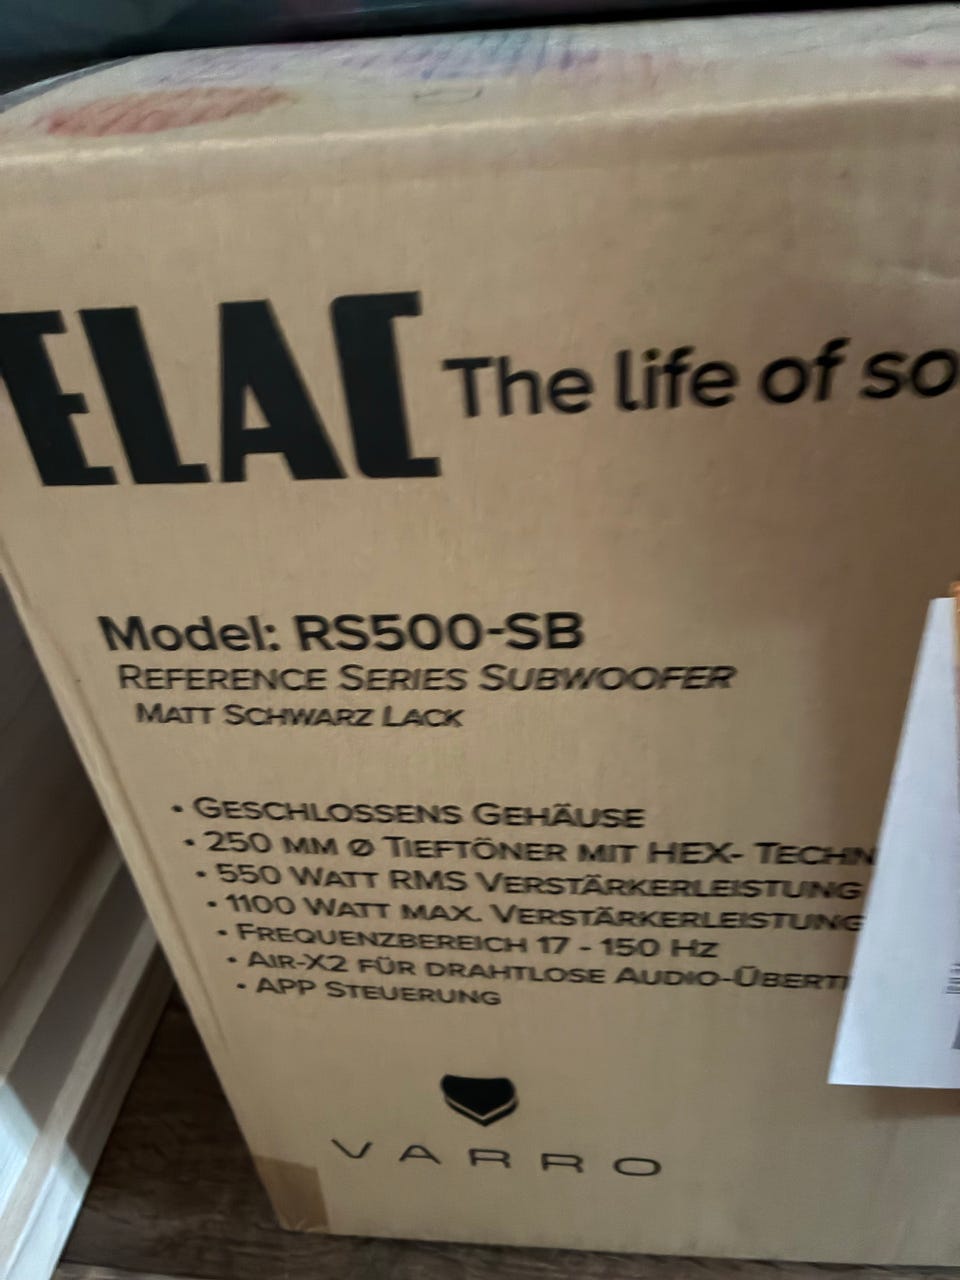 ELAC The life of so
Model: RS500-SB
REFERENCE SERIES SUBWOOFER
MATT SCHWARZ LACK
• GESCHLOSSENS GEHÄUSE
• 250 MM Ø TIEFTÖNER MIT HEX- TECHN
• 550 WATT RMS VERSTÄRKERLEISTUNG
• 1100 WATT MAX. VERSTÄRKERLEISTUNG
• FREQUENZBEREICH 17 - 150 HZ
• AIR-X2 FÜR DRAHTLOSE AUDIO-ÜBERT
• APP STEUERUNG
VARRO